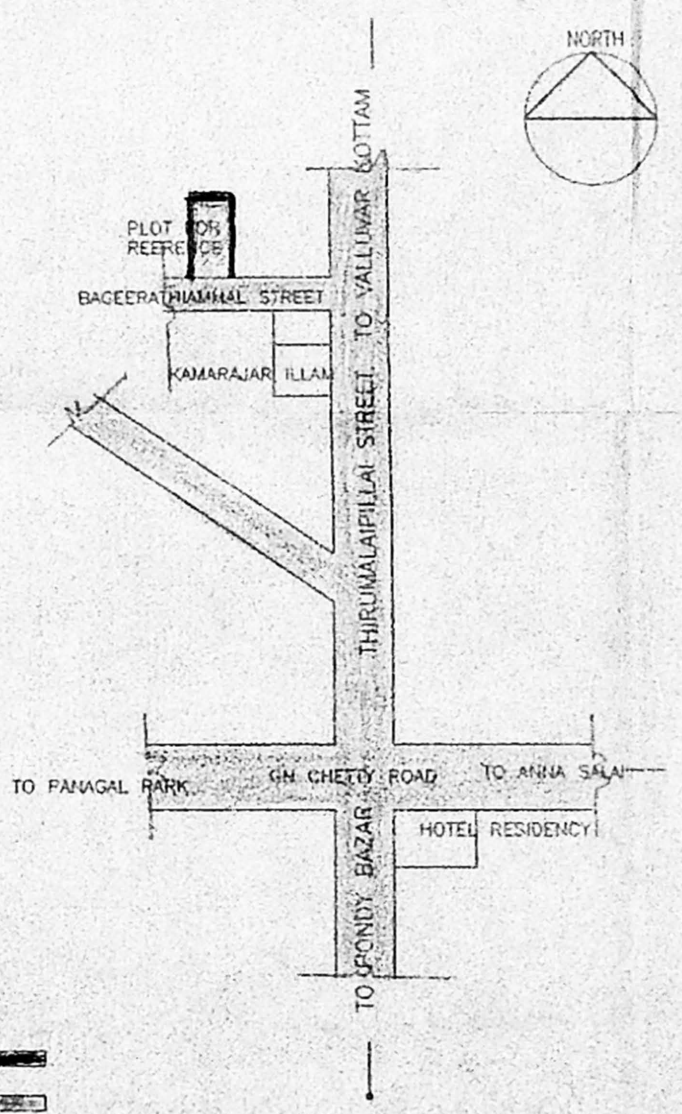 NORTH
THIRUMALAIPILLAI STREET TO VALLUVAR KOTTAM
PLOT FOR
REERENCE
BAGEERATHIAMMAL STREET
KAMARAJAR ILLAM
TO PANAGAL PARK
GN CHETTY ROAD
TO ANNA SALAI
HOTEL RESIDENCY
TO PONDY BAZAR